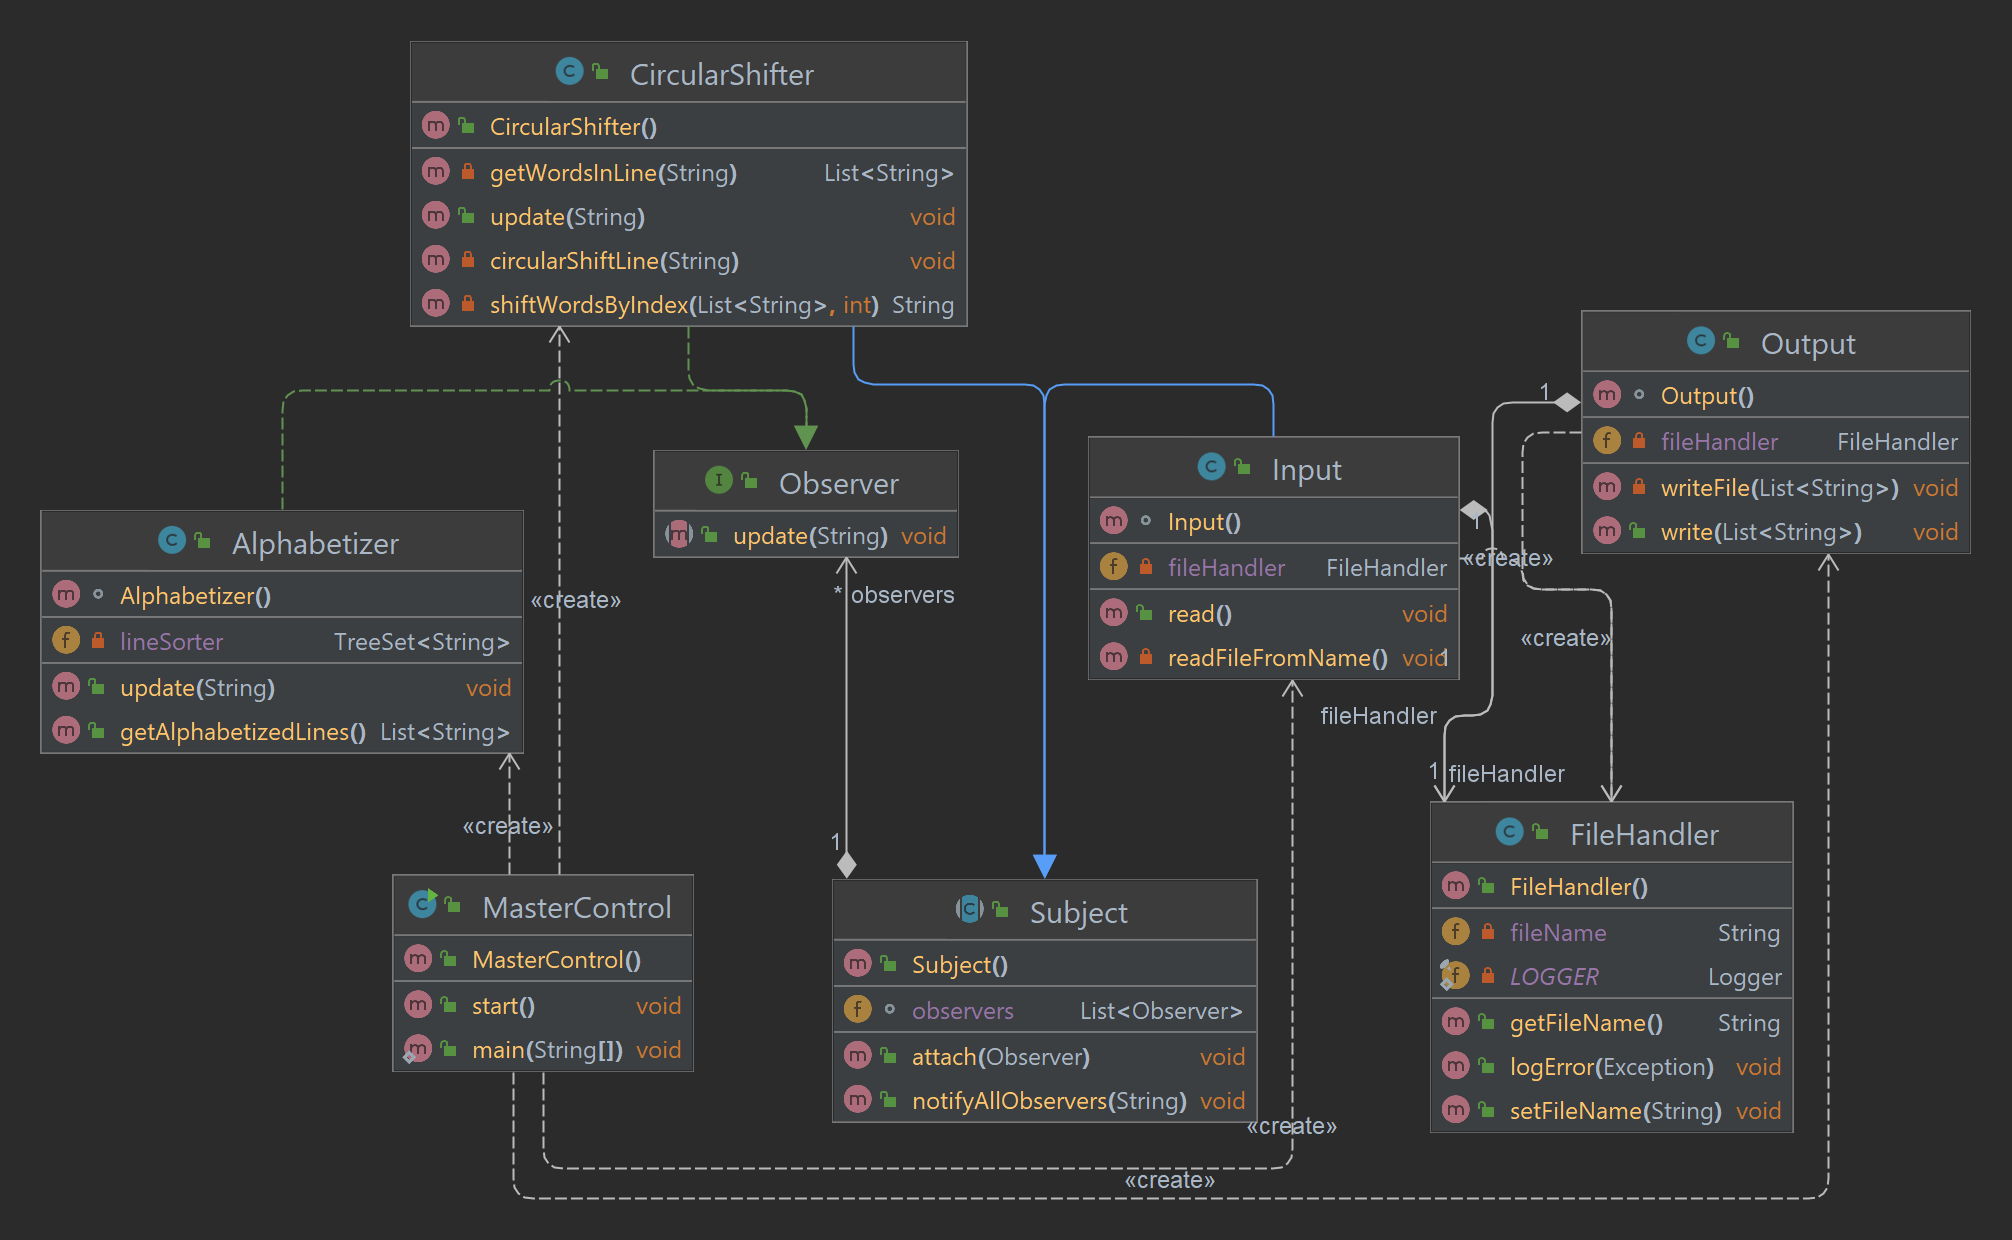 CircularShifter
CircularShifter()
getWordsInLine(String) List<String>
update(String) void
circularShiftLine(String) void
shiftWordsByIndex(List<String>, int) String
Output
Output()
fileHandler FileHandler
writeFile(List<String>) void
write(List<String>) void
1
Observer
update(String) void
* observers
Input
Input()
fileHandler FileHandler
read() void
readFileFromName() void
1
1
«create»
«create»
Alphabetizer
Alphabetizer()
lineSorter TreeSet<String>
update(String) void
getAlphabetizedLines() List<String>
«create»
fileHandler
1 fileHandler
«create»
1
MasterControl
MasterControl()
start() void
main(String[]) void
Subject
Subject()
observers List<Observer>
attach(Observer) void
notifyAllObservers(String) void
FileHandler
FileHandler()
fileName String
LOGGER Logger
getFileName() String
logError(Exception) void
setFileName(String) void
«create»
«create»